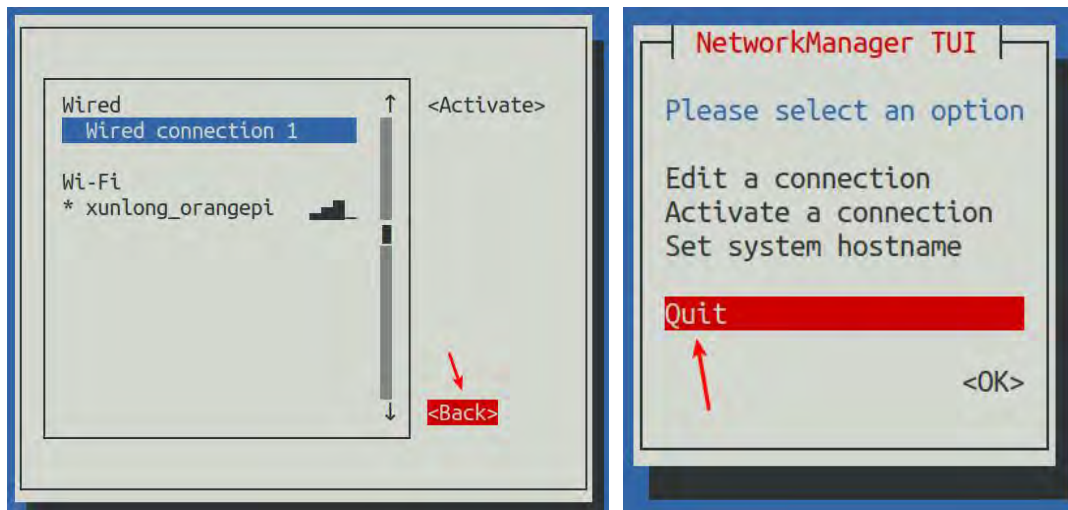 Wired ↑ <Activate>
Wired connection 1
Wi-Fi
* xunlong_orangepi
↓ <Back>
NetworkManager TUI
Please select an option
Edit a connection
Activate a connection
Set system hostname
Quit
<OK>